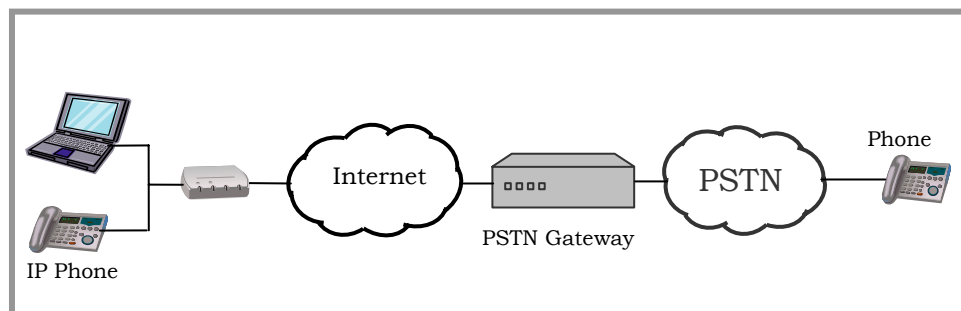 Phone
Internet
PSTN
PSTN Gateway
IP Phone